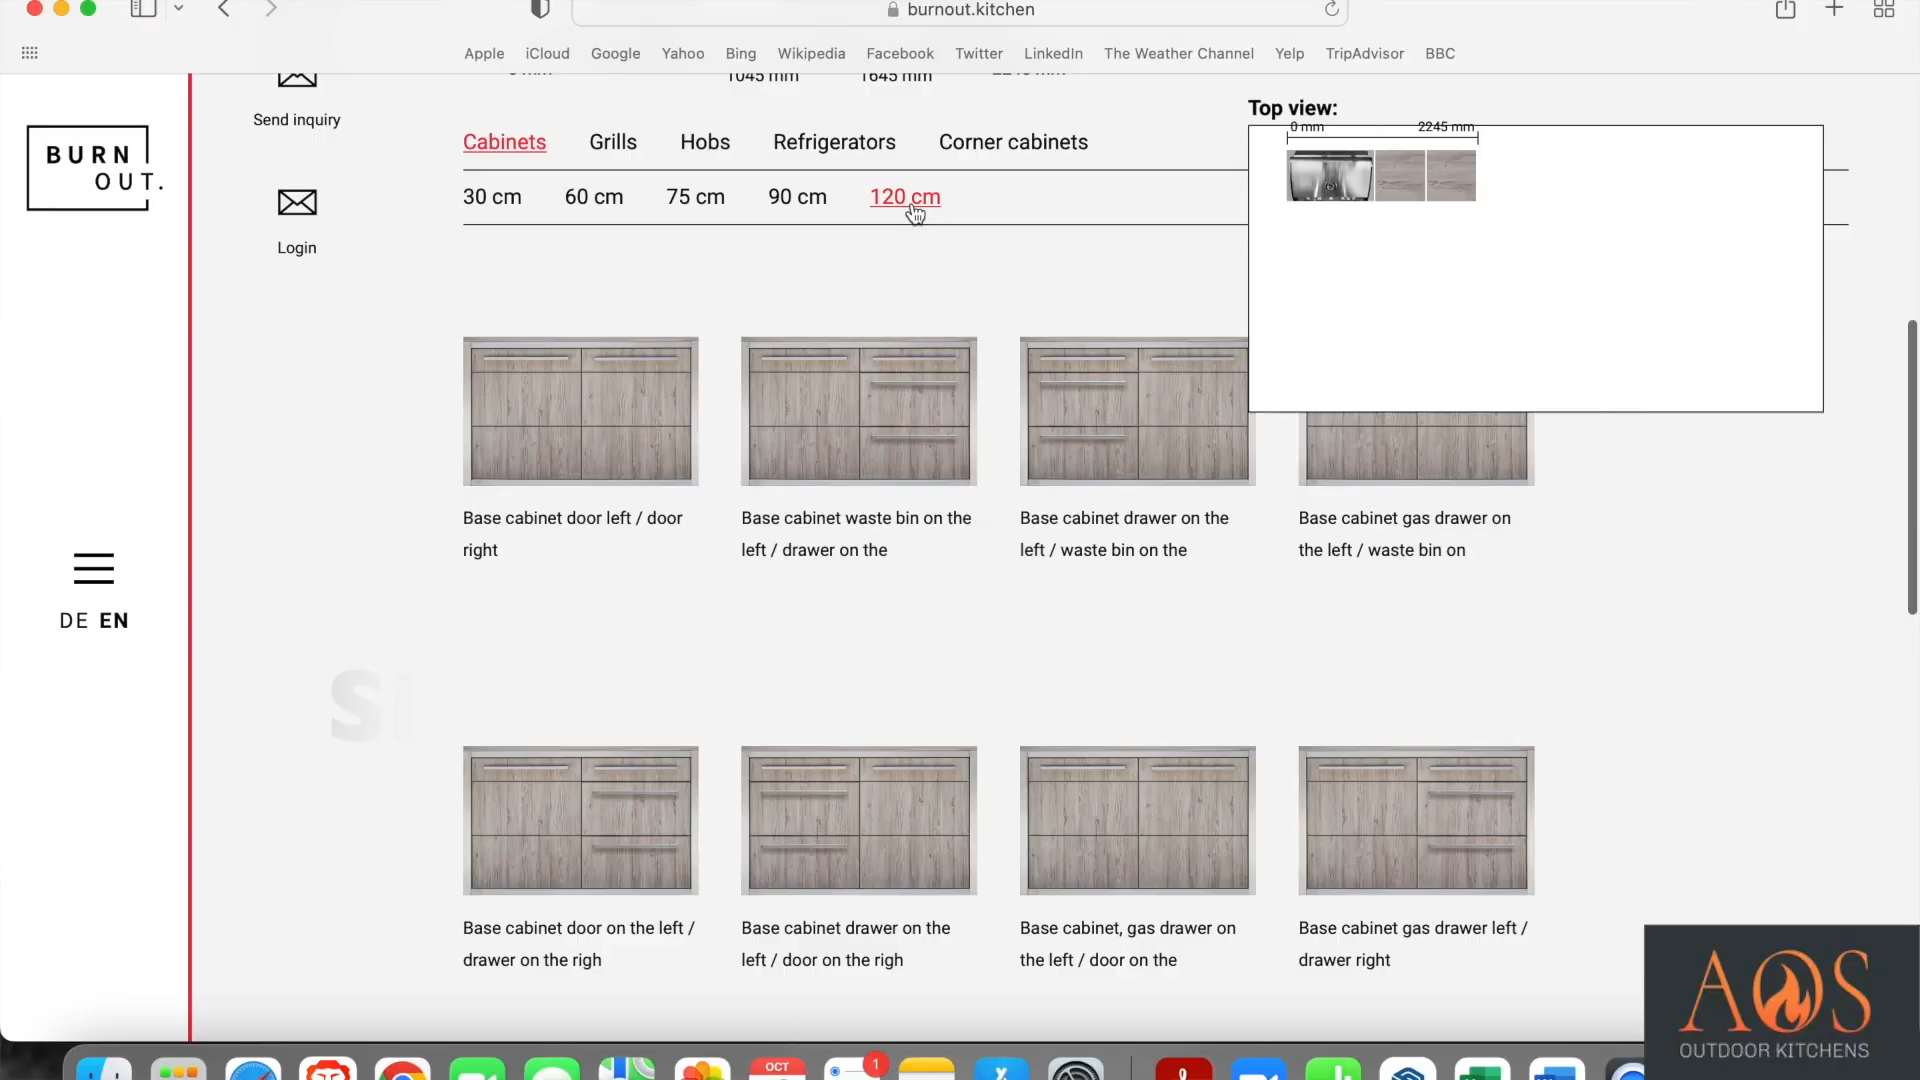 burnout.kitchen
Apple iCloud Google Yahoo Bing Wikipedia Facebook Twitter LinkedIn The Weather Channel Yelp TripAdvisor BBC
1045 mm 1645 mm
Send inquiry
Top view:
0 mm 2245 mm
BURN
OUT.
Cabinets Grills Hobs Refrigerators Corner cabinets
30 cm 60 cm 75 cm 90 cm 120 cm
Login
Base cabinet door left / door
right
Base cabinet waste bin on the
left / drawer on the
Base cabinet drawer on the
left / waste bin on the
Base cabinet gas drawer on
the left / waste bin on
DE EN
Si
Base cabinet door on the left /
drawer on the righ
Base cabinet drawer on the
left / door on the righ
Base cabinet, gas drawer on
the left / door on the
Base cabinet gas drawer left /
drawer right
AOS
OUTDOOR KITCHENS
OCT
1